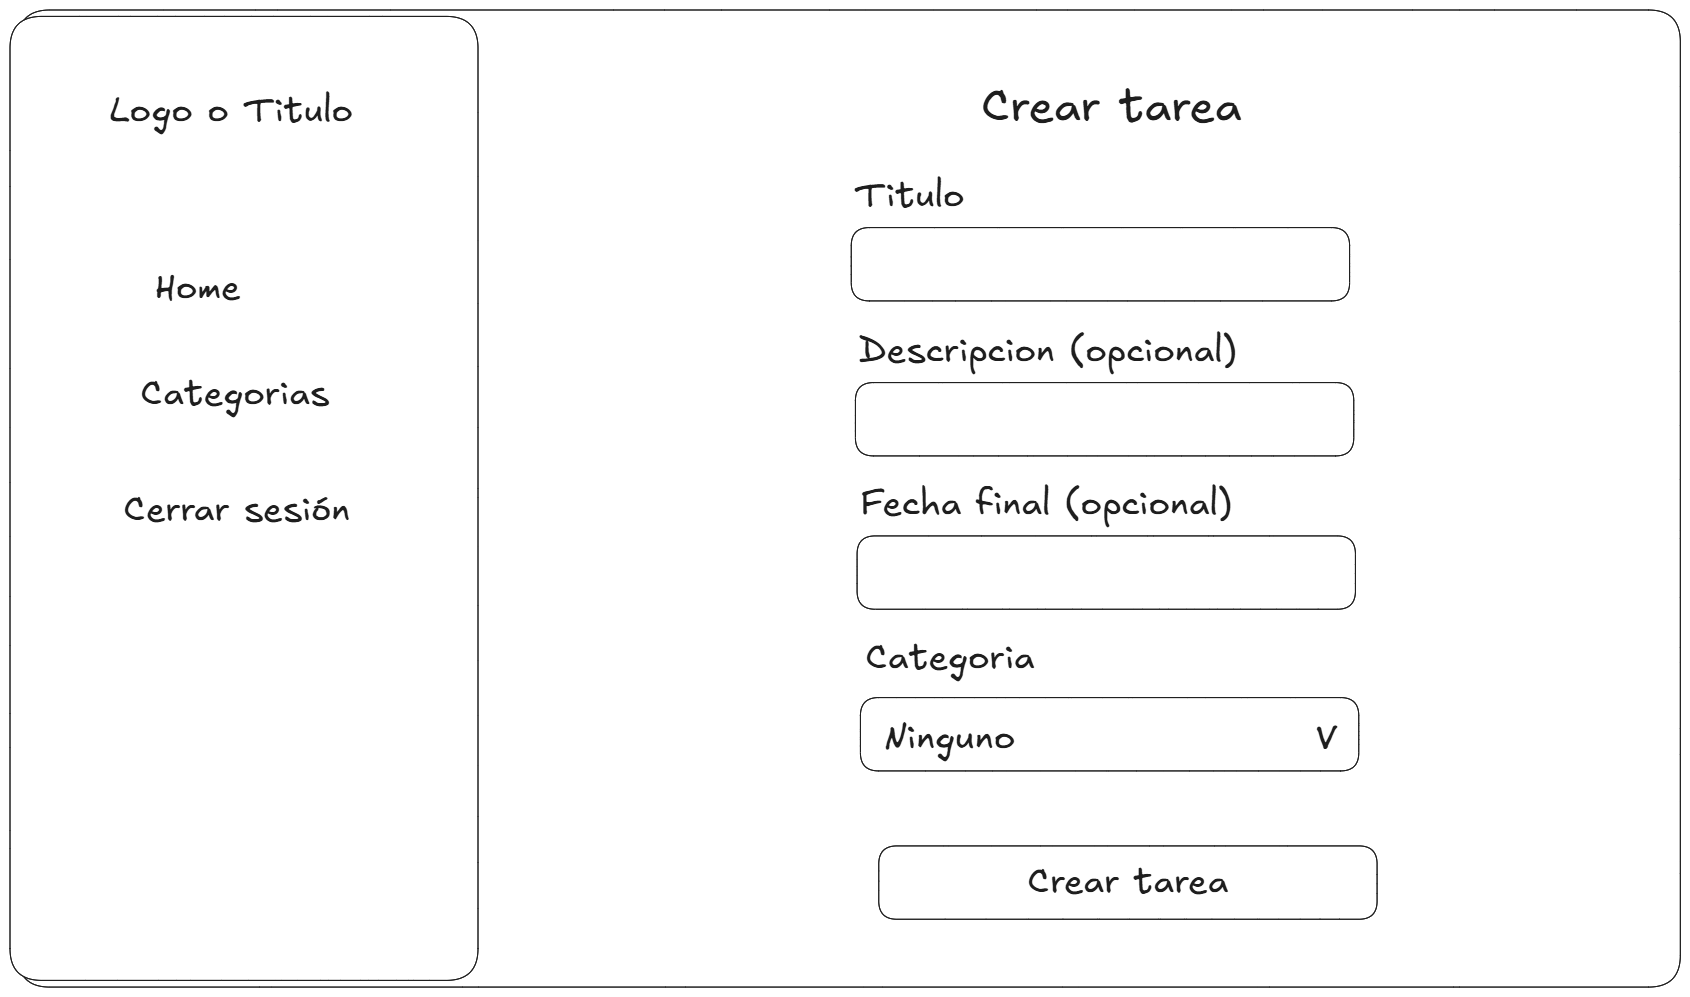 Logo o Titulo
Home
Categorias
Cerrar sesión
Crear tarea
Titulo
Descripcion (opcional)
Fecha final (opcional)
Categoria
Ninguno V
Crear tarea